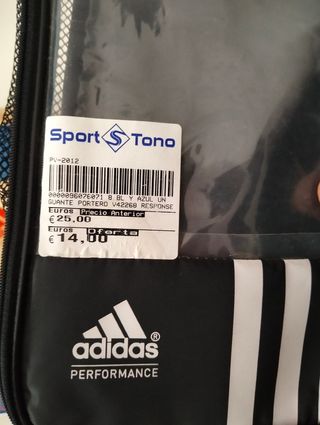 Sport S Tono
PV-2012
0000096076071 8 BL Y AZUL UN
GUANTE PORTERO V42268 RESPONSE
Euros Precio Anterior
€ 25,00
Euros Oferta
€ 14,00
adidas®
PERFORMANCE